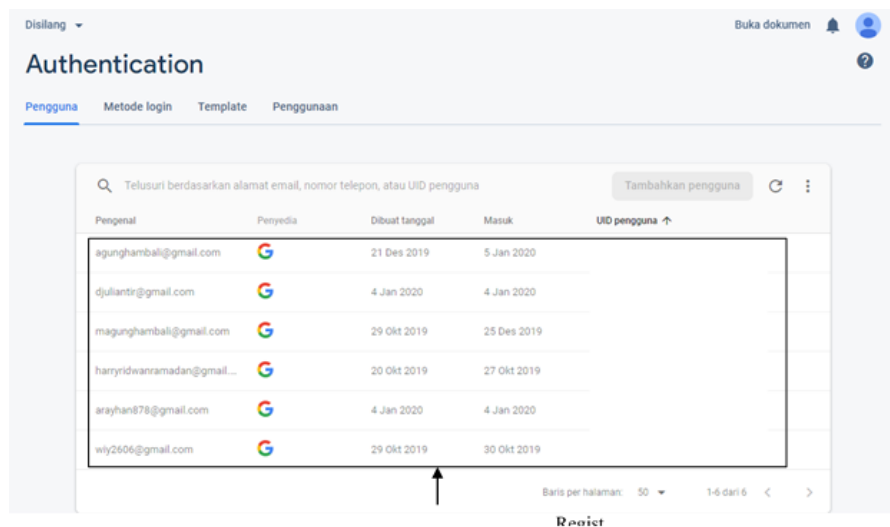 Disilang Buka dokumen
Authentication
Pengguna Metode login Template Penggunaan
Telusuri berdasarkan alamat email, nomor telepon, atau UID pengguna Tambahkan pengguna
Pengenal Penyedia Dibuat tanggal Masuk UID pengguna ↑
agunghambali@gmail.com 21 Des 2019 5 Jan 2020
djuliantir@gmail.com 4 Jan 2020 4 Jan 2020
magunghambali@gmail.com 29 Okt 2019 25 Des 2019
harryridwanramadan@gmail... 20 Okt 2019 27 Okt 2019
arayhan878@gmail.com 4 Jan 2020 4 Jan 2020
wiy2606@gmail.com 29 Okt 2019 30 Okt 2019
Baris per halaman: 50 1-6 dari 6
Regist